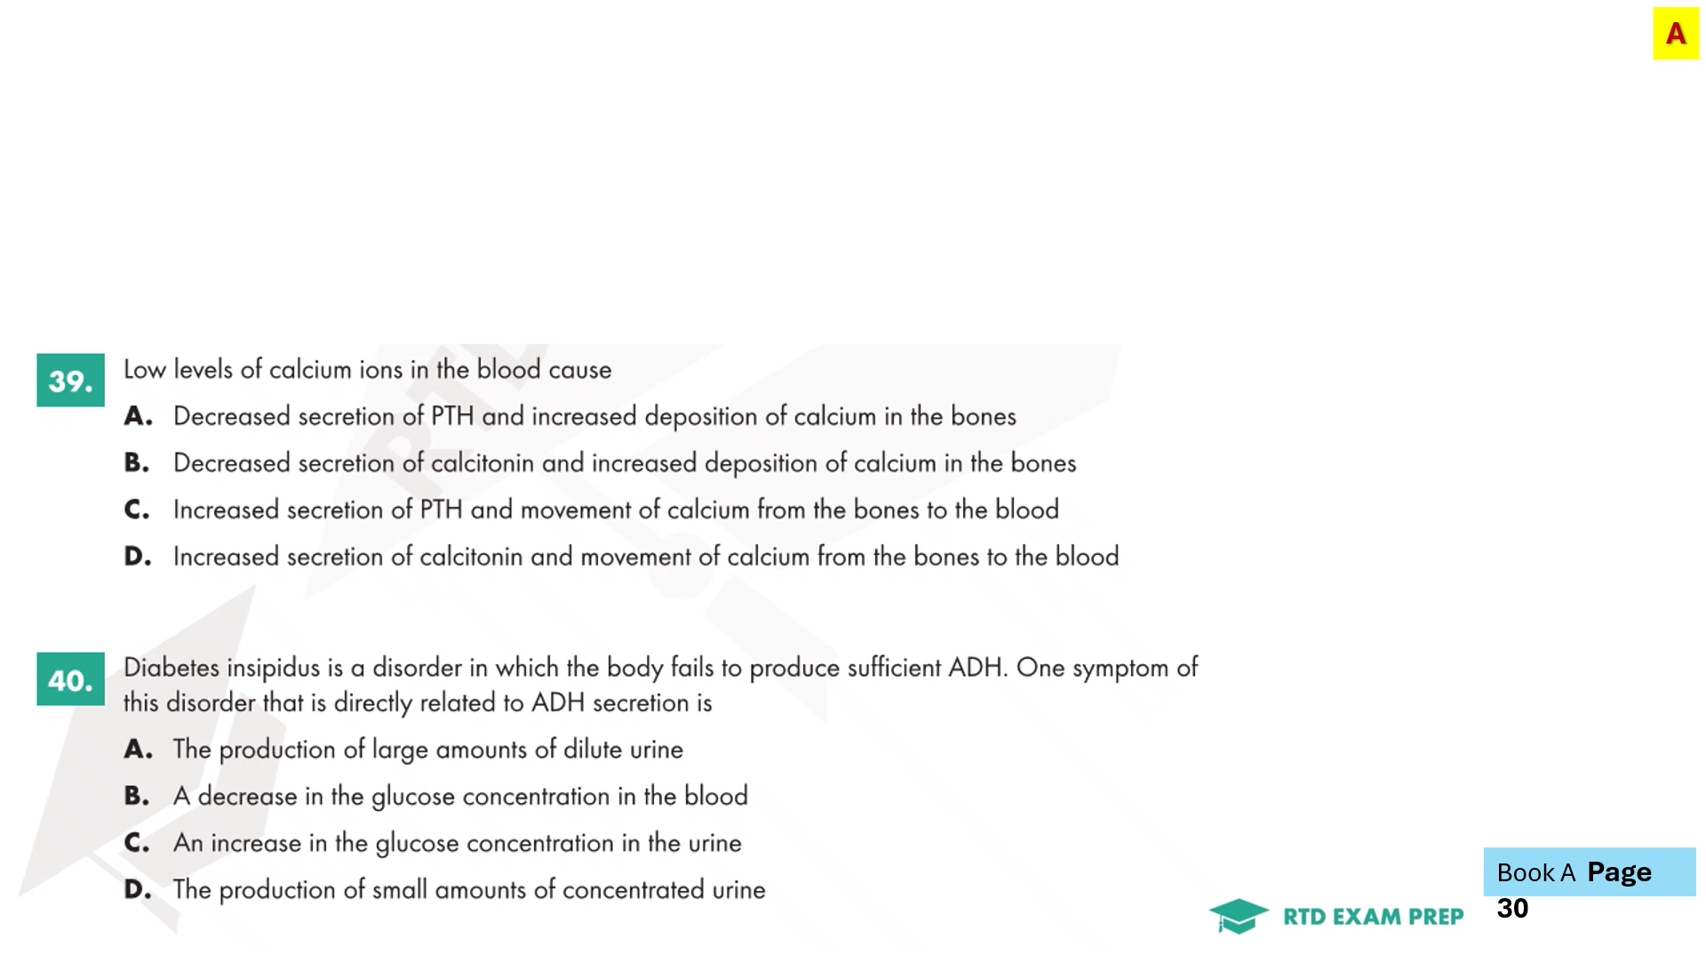 A
39. Low levels of calcium ions in the blood cause
A. Decreased secretion of PTH and increased deposition of calcium in the bones
B. Decreased secretion of calcitonin and increased deposition of calcium in the bones
C. Increased secretion of PTH and movement of calcium from the bones to the blood
D. Increased secretion of calcitonin and movement of calcium from the bones to the blood
40. Diabetes insipidus is a disorder in which the body fails to produce sufficient ADH. One symptom of
this disorder that is directly related to ADH secretion is
A. The production of large amounts of dilute urine
B. A decrease in the glucose concentration in the blood
C. An increase in the glucose concentration in the urine
D. The production of small amounts of concentrated urine
RTD EXAM PREP
Book A Page
30